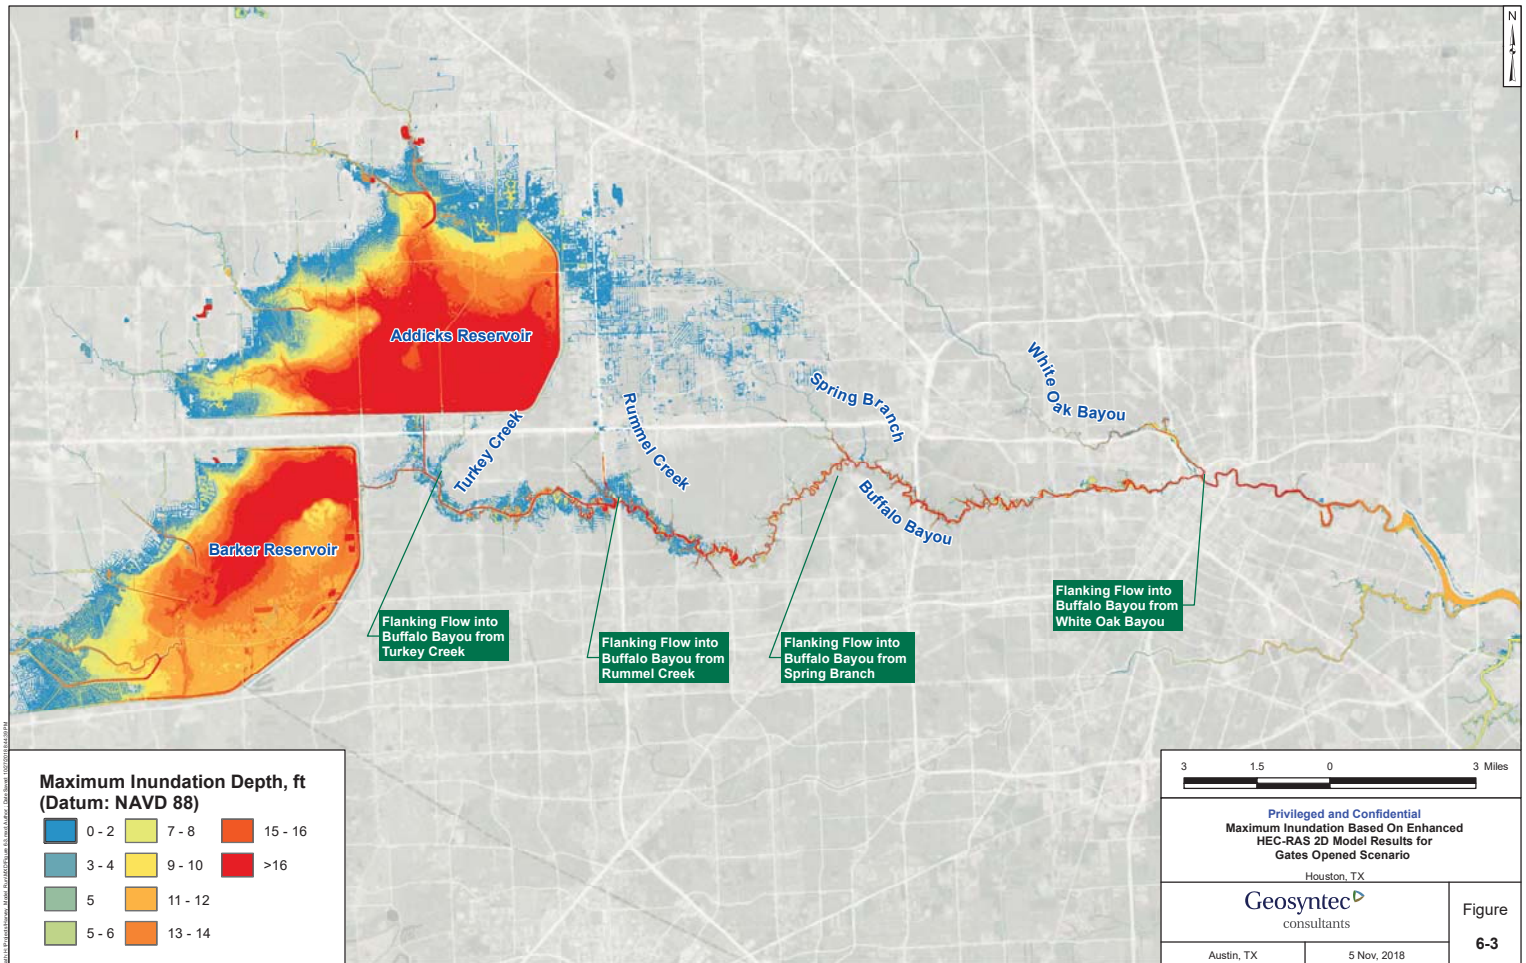 N
Addicks Reservoir
White Oak Bayou
Spring Branch
Rummel Creek
Turkey Creek
Buffalo Bayou
Barker Reservoir
Flanking Flow into
Buffalo Bayou from
Turkey Creek
Flanking Flow into
Buffalo Bayou from
Rummel Creek
Flanking Flow into
Buffalo Bayou from
Spring Branch
Flanking Flow into
Buffalo Bayou from
White Oak Bayou
Maximum Inundation Depth, ft
(Datum: NAVD 88)
0 - 2
3 - 4
5
5 - 6
7 - 8
9 - 10
11 - 12
13 - 14
15 - 16
>16
3 1.5 0 3 Miles
Privileged and Confidential
Maximum Inundation Based On Enhanced
HEC-RAS 2D Model Results for
Gates Opened Scenario
Houston, TX
Geosyntec
consultants
Figure
6-3
Austin, TX
5 Nov, 2018